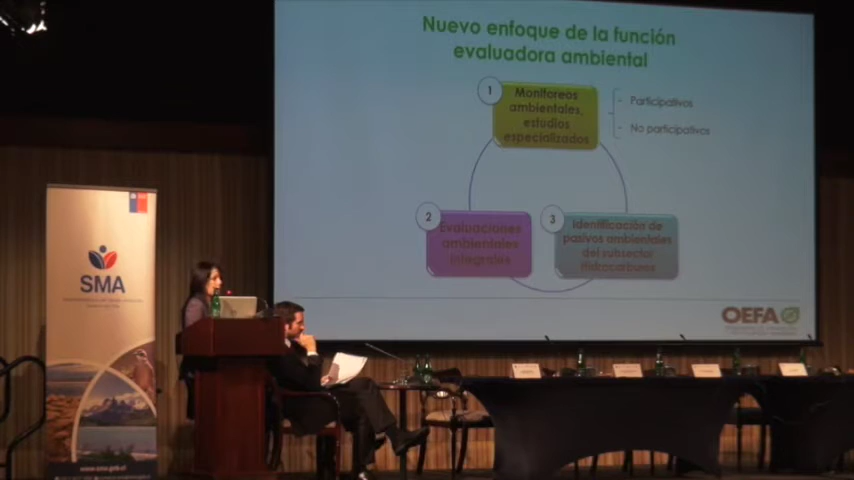 Nuevo enfoque de la función
evaluadora ambiental
1
Monitoreos
ambientales,
estudios
especializados
- Participativos
- No participativos
2
Evaluaciones
ambientales
integrales
3
Identificación de
pasivos ambientales
del subsector
Hidrocarburos
OEFA
SMA